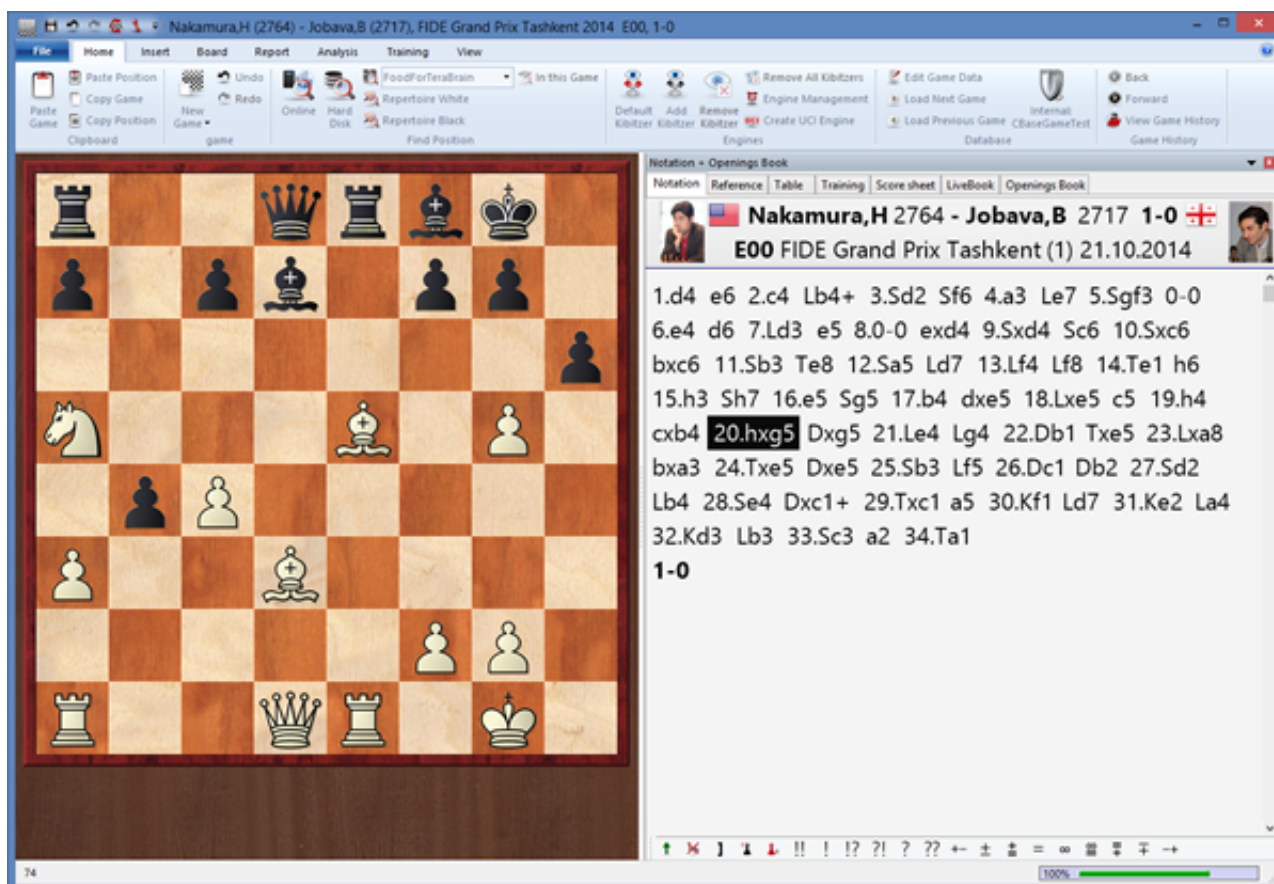 Nakamura,H (2764) - Jobava,B (2717), FIDE Grand Prix Tashkent 2014 E00, 1-0
File Home Insert Board Report Analysis Training View
Paste Game
Paste Position
Copy Game
Copy Position
Clipboard
New Game
Undo
Redo
game
Online
Hard Disk
FoodForTeraBrain
In this Game
Repertoire White
Repertoire Black
Find Position
Default Kibitzer
Add Kibitzer
Remove Kibitzer
Remove All Kibitzers
Engine Management
Create UCI Engine
Engines
Edit Game Data
Load Next Game
Load Previous Game
Internal: CBaseGameTest
Database
Back
Forward
View Game History
Game History
Notation + Openings Book
Notation Reference Table Training Score sheet LiveBook Openings Book
Nakamura,H 2764 - Jobava,B 2717 1-0
E00 FIDE Grand Prix Tashkent (1) 21.10.2014
1.d4 e6 2.c4 Lb4+ 3.Sd2 Sf6 4.a3 Le7 5.Sgf3 0-0
6.e4 d6 7.Ld3 e5 8.0-0 exd4 9.Sxd4 Sc6 10.Sxc6
bxc6 11.Sb3 Te8 12.Sa5 Ld7 13.Lf4 Lf8 14.Te1 h6
15.h3 Sh7 16.e5 Sg5 17.b4 dxe5 18.Lxe5 c5 19.h4
cxb4 20.hxg5 Dxg5 21.Le4 Lg4 22.Db1 Txe5 23.Lxa8
bxa3 24.Txe5 Dxe5 25.Sb3 Lf5 26.Dc1 Db2 27.Sd2
Lb4 28.Se4 Dxc1+ 29.Txc1 a5 30.Kf1 Ld7 31.Ke2 La4
32.Kd3 Lb3 33.Sc3 a2 34.Ta1
1-0
!! ! !? ?! ? ?? +- ± = ∞ -+
74
100%